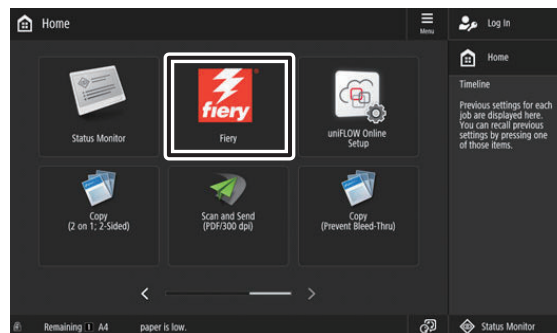 Home
Menu
Log In
Home
Timeline
Previous settings for each
job are displayed here.
You can recall previous
settings by pressing one
of those items.
Status Monitor
fiery
Fiery
uniFLOW Online
Setup
Copy
(2 on 1; 2-Sided)
Scan and Send
(PDF/300 dpi)
Copy
(Prevent Bleed-Thru)
Remaining 1 A4 paper is low.
Status Monitor